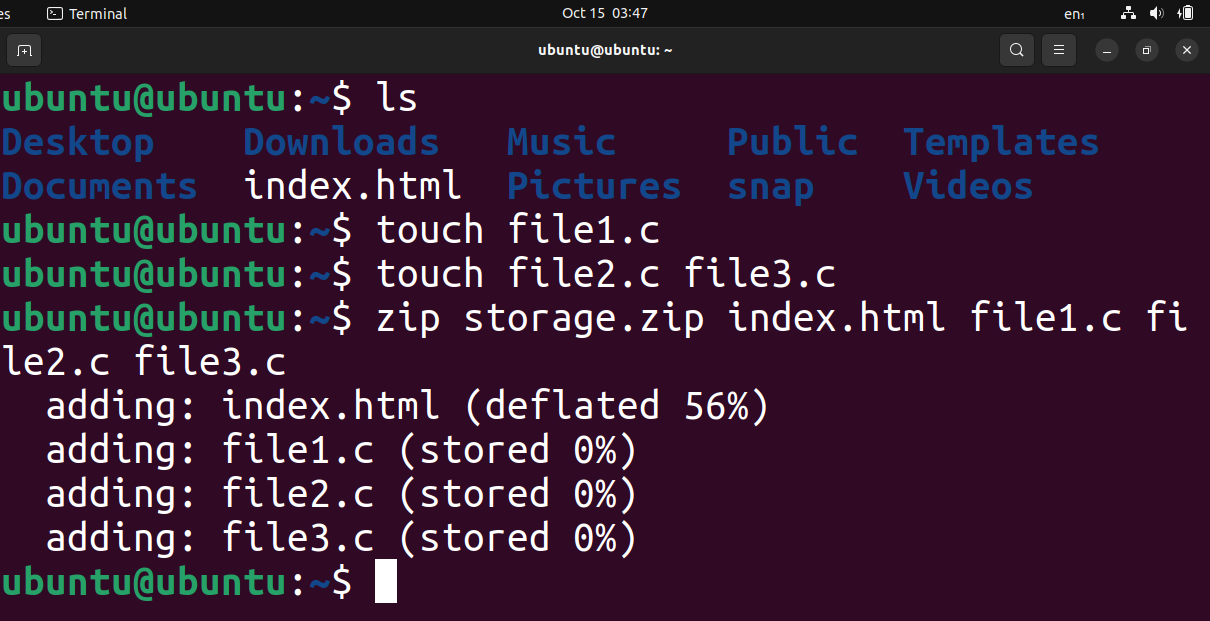 es Terminal Oct 15 03:47 en₁
ubuntu@ubuntu: ~
ubuntu@ubuntu:~$ ls
Desktop Downloads Music Public Templates
Documents index.html Pictures snap Videos
ubuntu@ubuntu:~$ touch file1.c
ubuntu@ubuntu:~$ touch file2.c file3.c
ubuntu@ubuntu:~$ zip storage.zip index.html file1.c fi
le2.c file3.c
  adding: index.html (deflated 56%)
  adding: file1.c (stored 0%)
  adding: file2.c (stored 0%)
  adding: file3.c (stored 0%)
ubuntu@ubuntu:~$